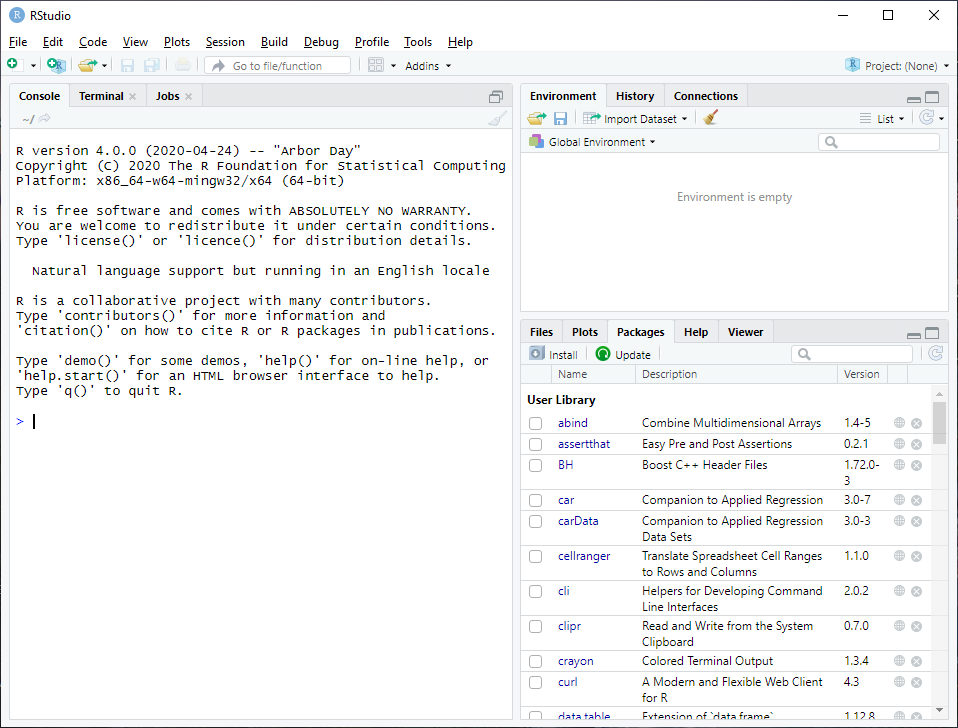 RStudio
File Edit Code View Plots Session Build Debug Profile Tools Help
Go to file/function
Addins
Project: (None)
Console Terminal Jobs
~/
R version 4.0.0 (2020-04-24) -- "Arbor Day"
Copyright (C) 2020 The R Foundation for Statistical Computing
Platform: x86_64-w64-mingw32/x64 (64-bit)
R is free software and comes with ABSOLUTELY NO WARRANTY.
You are welcome to redistribute it under certain conditions.
Type 'license()' or 'licence()' for distribution details.
Natural language support but running in an English locale
R is a collaborative project with many contributors.
Type 'contributors()' for more information and
'citation()' on how to cite R or R packages in publications.
Type 'demo()' for some demos, 'help()' for on-line help, or
'help.start()' for an HTML browser interface to help.
Type 'q()' to quit R.
>
Environment History Connections
Import Dataset List
Global Environment
Environment is empty
Files Plots Packages Help Viewer
Install Update
Name Description Version
User Library
abind Combine Multidimensional Arrays 1.4-5
assertthat Easy Pre and Post Assertions 0.2.1
BH Boost C++ Header Files 1.72.0-
3
car Companion to Applied Regression 3.0-7
carData Companion to Applied Regression 3.0-3
Data Sets
cellranger Translate Spreadsheet Cell Ranges 1.1.0
to Rows and Columns
cli Helpers for Developing Command 2.0.2
Line Interfaces
clipr Read and Write from the System 0.7.0
Clipboard
crayon Colored Terminal Output 1.3.4
curl A Modern and Flexible Web Client 4.3
for R
data.table Extension of `data.frame` 1.12.8